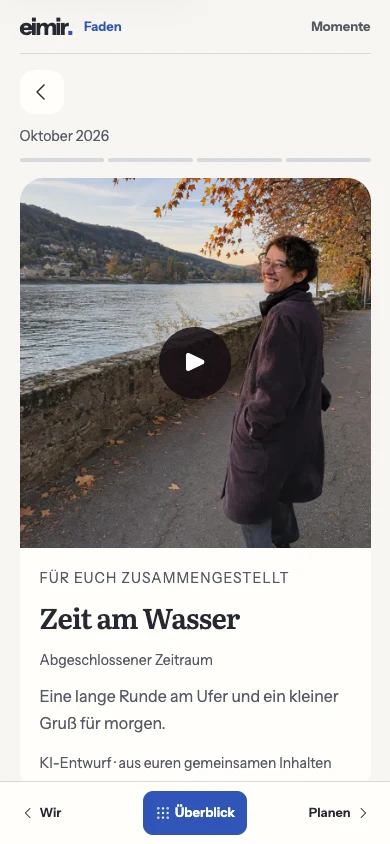 eimir. Faden Momente
Oktober 2026
FÜR EUCH ZUSAMMENGESTELLT
Zeit am Wasser
Abgeschlossener Zeitraum
Eine lange Runde am Ufer und ein kleiner
Gruß für morgen.
KI-Entwurf · aus euren gemeinsamen Inhalten
Wir Überblick Planen